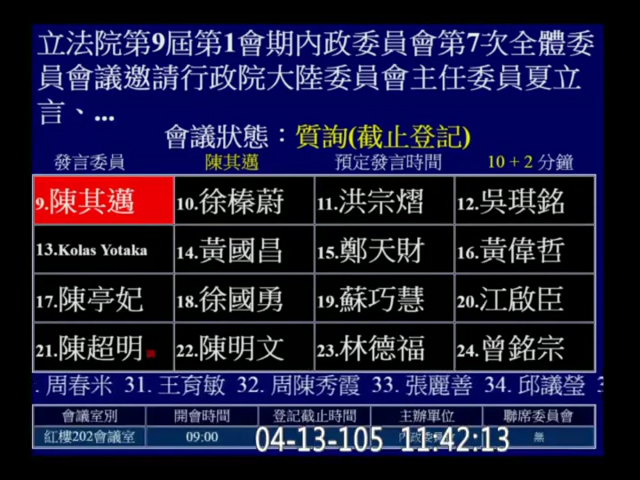 立法院第9屆第1會期內政委員會第7次全體委
員會議邀請行政院大陸委員會主任委員夏立
言、...
會議狀態：質詢(截止登記)
發言委員 陳其邁 預定發言時間 10 + 2 分鐘
9.陳其邁 10.徐榛蔚 11.洪宗熠 12.吳琪銘
13.Kolas Yotaka 14.黃國昌 15.鄭天財 16.黃偉哲
17.陳亭妃 18.徐國勇 19.蘇巧慧 20.江啟臣
21.陳超明 22.陳明文 23.林德福 24.曾銘宗
. 周春米 31. 王育敏 32. 周陳秀霞 33. 張麗善 34. 邱議瑩
會議室別 開會時間 登記截止時間 主辦單位 聯席委員會
紅樓202會議室 09:00 無
04-13-105 11:42:13